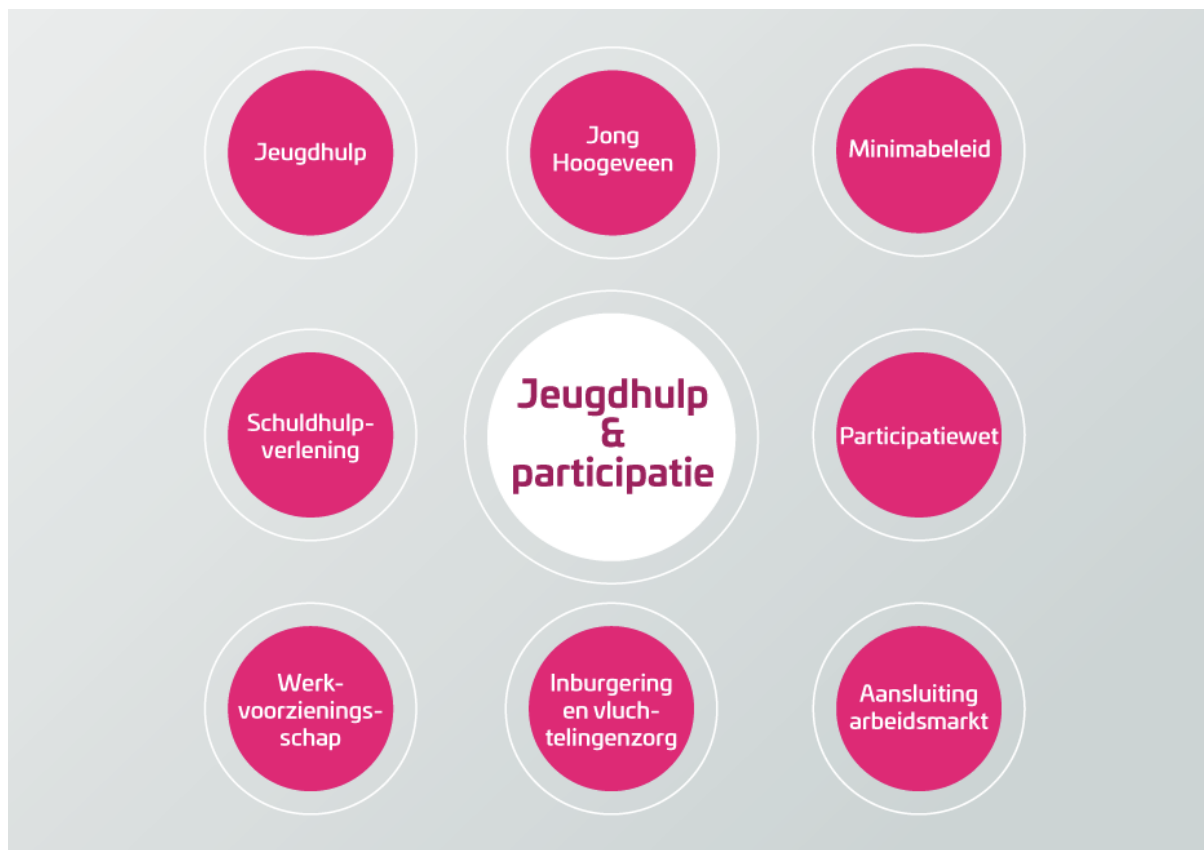 Jeugdhulp
Jong
Hoogeveen
Minimabeleid
Schuldhulp-
verlening
Jeugdhulp
&
participatie
Participatiewet
Werk-
voorzienings-
schap
Inburgering
en vluch-
telingenzorg
Aansluiting
arbeidsmarkt